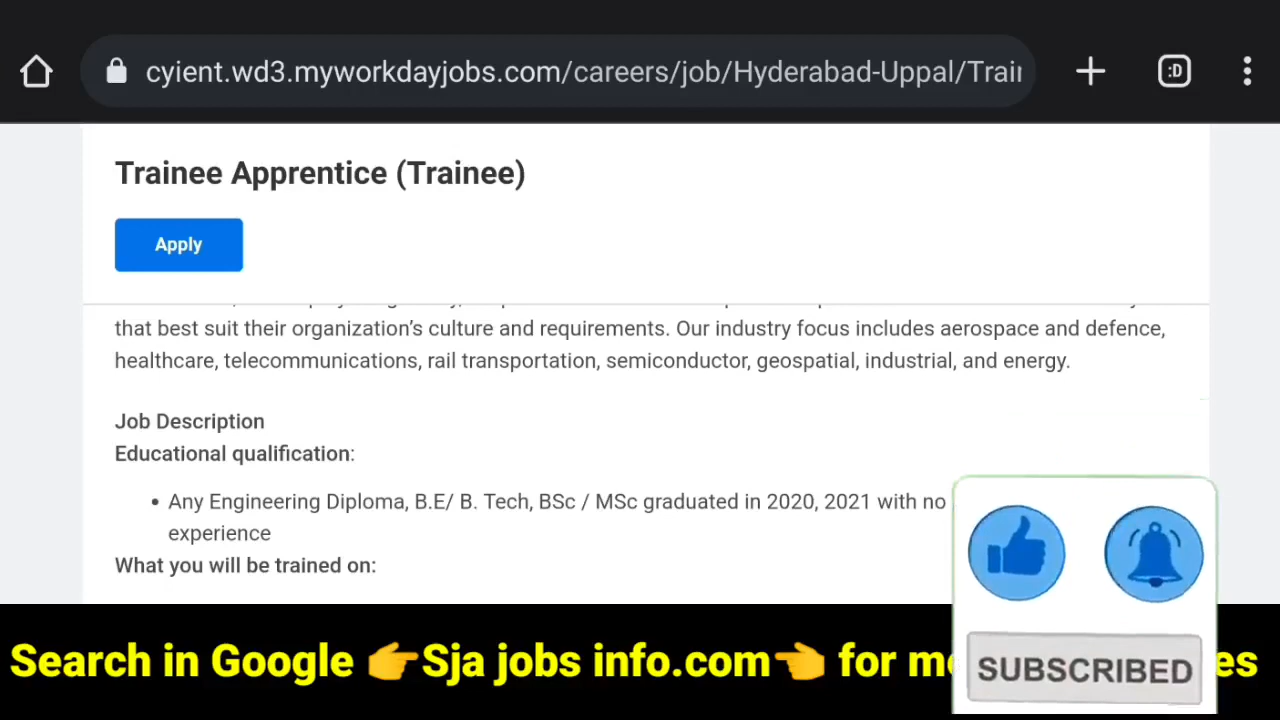 cyient.wd3.myworkdayjobs.com/careers/job/Hyderabad-Uppal/Trair
:D
Trainee Apprentice (Trainee)
Apply
that best suit their organization's culture and requirements. Our industry focus includes aerospace and defence,
healthcare, telecommunications, rail transportation, semiconductor, geospatial, industrial, and energy.
Job Description
Educational qualification:
• Any Engineering Diploma, B.E/ B. Tech, BSc / MSc graduated in 2020, 2021 with no
experience
What you will be trained on:
Search in Google 👉Sja jobs info.com👈 for
SUBSCRIBED